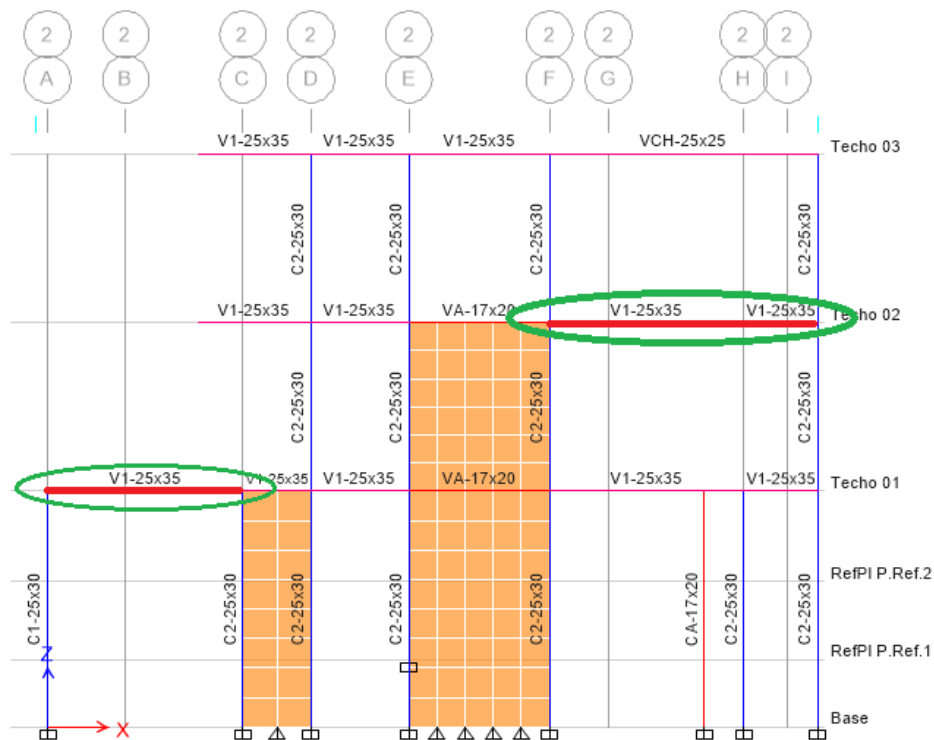 2 2 2 2 2 2 2 2 2
A B C D E F G H I
V1-25x35 V1-25x35 V1-25x35 VCH-25x25 Techo 03
C2-25x30 C2-25x30 C2-25x30 C2-25x30
V1-25x35 V1-25x35 VA-17x20 V1-25x35 V1-25x35 Techo 02
C2-25x30 C2-25x30 C2-25x30 C2-25x30
V1-25x35 V1-25x35 V1-25x35 VA-17x20 V1-25x35 V1-25x35 Techo 01
RefPl P.Ref.2
C1-25x30 C2-25x30 C2-25x30 C2-25x30 C2-25x30 CA-17x20 C2-25x30 C2-25x30
RefPl P.Ref.1
Z
X
Base